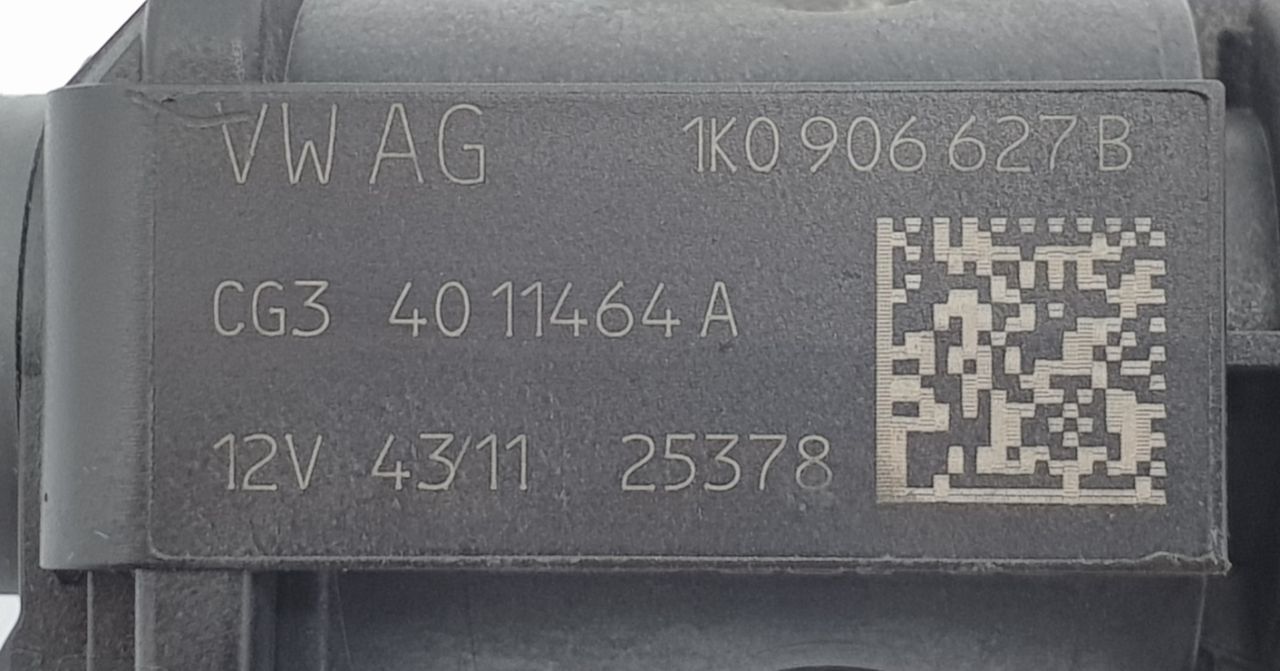 VW AG 1K0 906 627 B
CG3 4011464 A
12V 43/11 25378